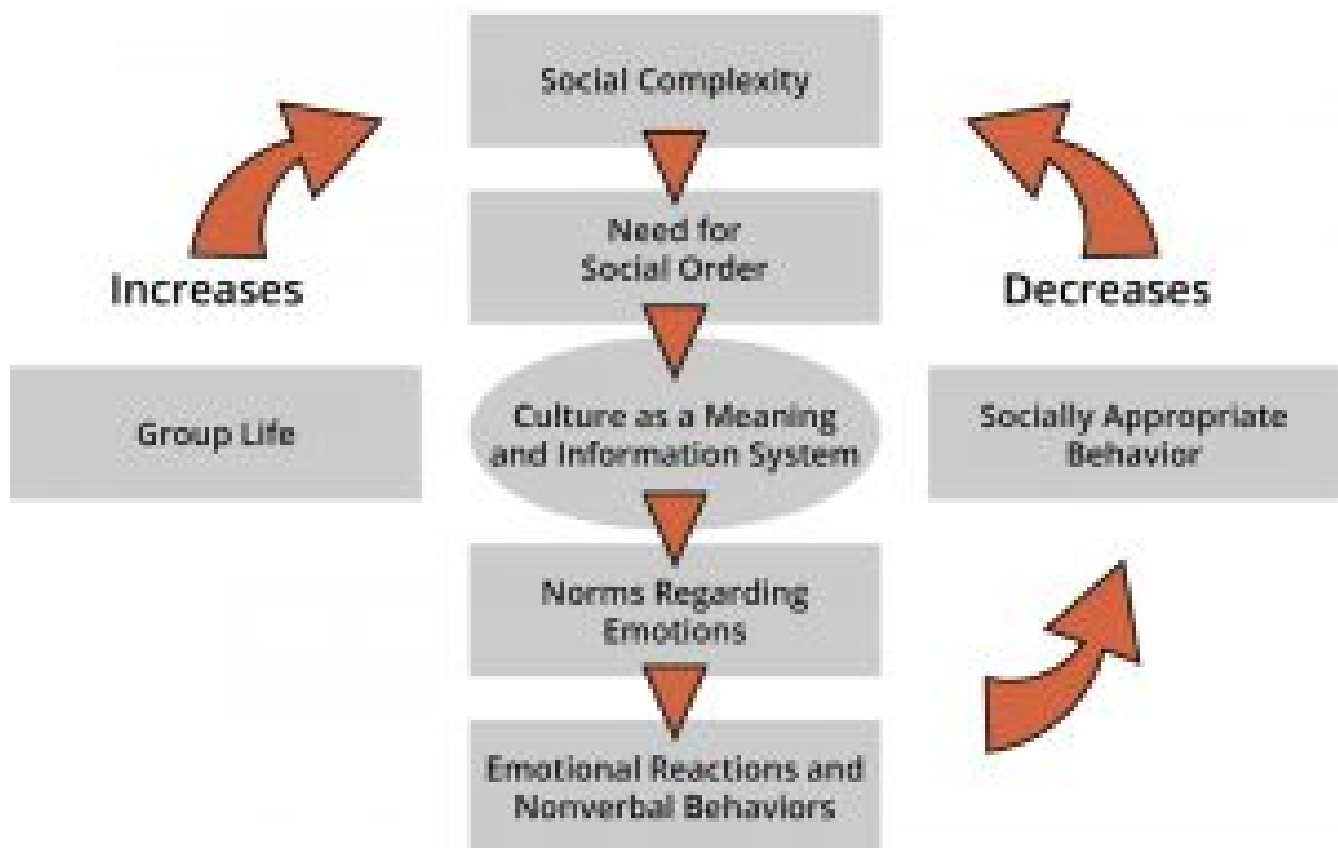 Social Complexity
Need for
Social Order
Increases
Decreases
Group Life
Culture as a Meaning
and Information System
Socially Appropriate
Behavior
Norms Regarding
Emotions
Emotional Reactions and
Nonverbal Behaviors